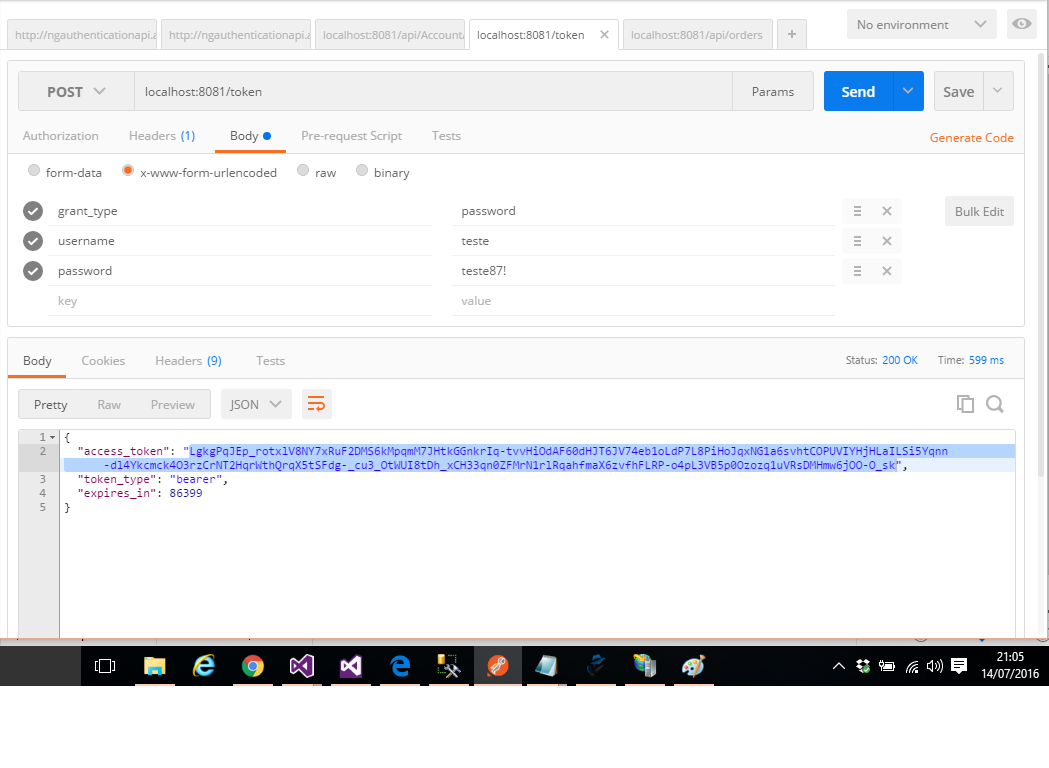 http://ngauthenticationapi.a
http://ngauthenticationapi.a
localhost:8081/api/Account/
localhost:8081/token
localhost:8081/api/orders
No environment
POST
localhost:8081/token
Params
Send
Save
Authorization
Headers (1)
Body
Pre-request Script
Tests
Generate Code
form-data
x-www-form-urlencoded
raw
binary
grant_type
password
Bulk Edit
username
teste
password
teste87!
key
value
Body
Cookies
Headers (9)
Tests
Status: 200 OK
Time: 599 ms
Pretty
Raw
Preview
JSON
1 {
2 "access_token": "LgkgPqJEp_rotxlV8NY7xRuF2DMS6kMpqmM7JHtkGGnkrIq-tvvHiOdAF60dHJT6JV74eb1oLdP7L8PiHoJqxNG1a6svhtCOPUVIYHjHLaILSi5Yqnn
-dl4Ykcmck4O3rzCrNT2HqrWthQrqX5tSFdg-_cu3_OtWUI8tDh_xCH33qn0ZFMrN1rlRqahfmaX6zvfhFLRP-o4pL3VB5p0Ozozq1uVRsDMHmw6jOO-O_sk",
3 "token_type": "bearer",
4 "expires_in": 86399
5 }
21:05
14/07/2016